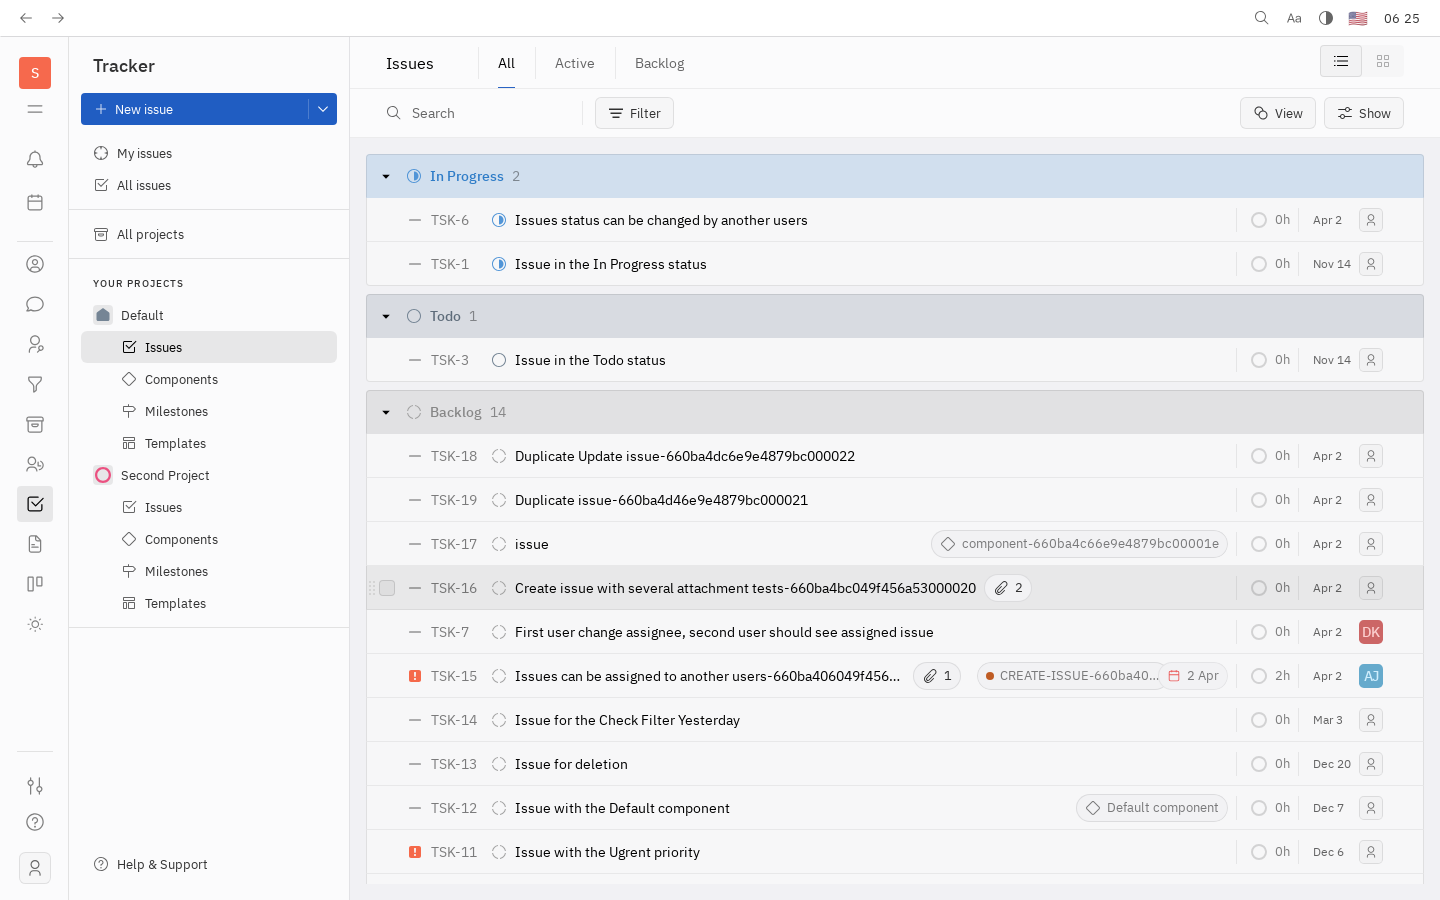 Aa 06 25
S
Tracker
New issue
My issues
All issues
All projects
YOUR PROJECTS
Default
Issues
Components
Milestones
Templates
Second Project
Issues
Components
Milestones
Templates
Help & Support
Issues All Active Backlog
Search Filter View Show
In Progress 2
TSK-6 Issues status can be changed by another users 0h Apr 2
TSK-1 Issue in the In Progress status 0h Nov 14
Todo 1
TSK-3 Issue in the Todo status 0h Nov 14
Backlog 14
TSK-18 Duplicate Update issue-660ba4dc6e9e4879bc000022 0h Apr 2
TSK-19 Duplicate issue-660ba4d46e9e4879bc000021 0h Apr 2
TSK-17 issue component-660ba4c66e9e4879bc00001e 0h Apr 2
TSK-16 Create issue with several attachment tests-660ba4bc049f456a53000020 2 0h Apr 2
TSK-7 First user change assignee, second user should see assigned issue 0h Apr 2 DK
TSK-15 Issues can be assigned to another users-660ba406049f456... 1 CREATE-ISSUE-660ba40... 2 Apr 2h Apr 2 AJ
TSK-14 Issue for the Check Filter Yesterday 0h Mar 3
TSK-13 Issue for deletion 0h Dec 20
TSK-12 Issue with the Default component Default component 0h Dec 7
TSK-11 Issue with the Ugrent priority 0h Dec 6